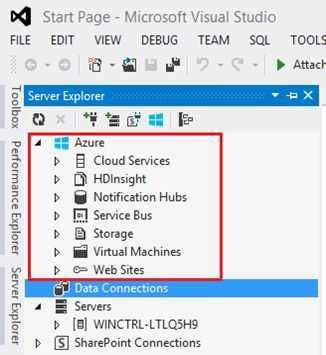 Start Page - Microsoft Visual Studio
FILE EDIT VIEW DEBUG TEAM SQL TOOLS
Attach
Toolbox
Performance Explorer
Server Explorer
Server Explorer
Azure
Cloud Services
HDInsight
Notification Hubs
Service Bus
Storage
Virtual Machines
Web Sites
Data Connections
Servers
WINCTRL-LTLQ5H9
SharePoint Connections